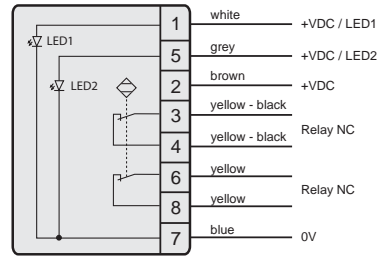 1 white +VDC / LED1
LED1
5 grey +VDC / LED2
LED2
2 brown +VDC
3 yellow - black
Relay NC
4 yellow - black
6 yellow
Relay NC
8 yellow
7 blue 0V